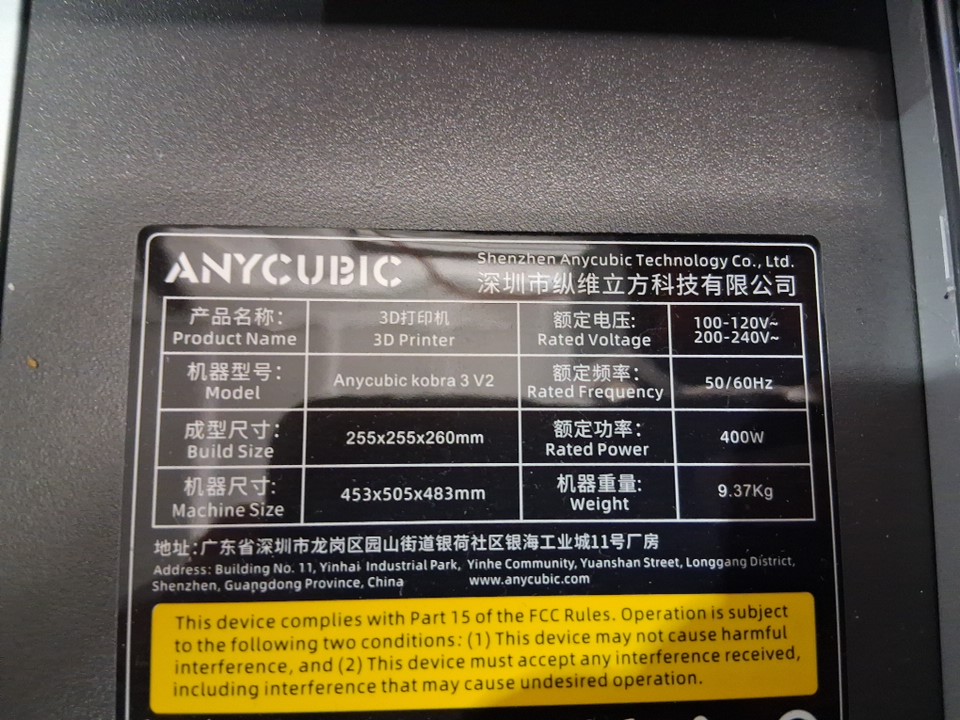 ANYCUBIC
Shenzhen Anycubic Technology Co., Ltd.
深圳市纵维立方科技有限公司
产品名称:
Product Name
3D打印机
3D Printer
额定电压:
Rated Voltage
100-120V~
200-240V~
机器型号:
Model
Anycubic kobra 3 V2
额定频率:
Rated Frequency
50/60Hz
成型尺寸:
Build Size
255x255x260mm
额定功率:
Rated Power
400W
机器尺寸:
Machine Size
453x505x483mm
机器重量:
Weight
9.37Kg
地址:广东省深圳市龙岗区园山街道银荷社区银海工业城11号厂房
Address: Building No. 11, Yinhai Industrial Park, Yinhe Community, Yuanshan Street, Longgang District,
Shenzhen, Guangdong Province, China www.anycubic.com
This device complies with Part 15 of the FCC Rules. Operation is subject
to the following two conditions: (1) This device may not cause harmful
interference, and (2) This device must accept any interference received,
including interference that may cause undesired operation.